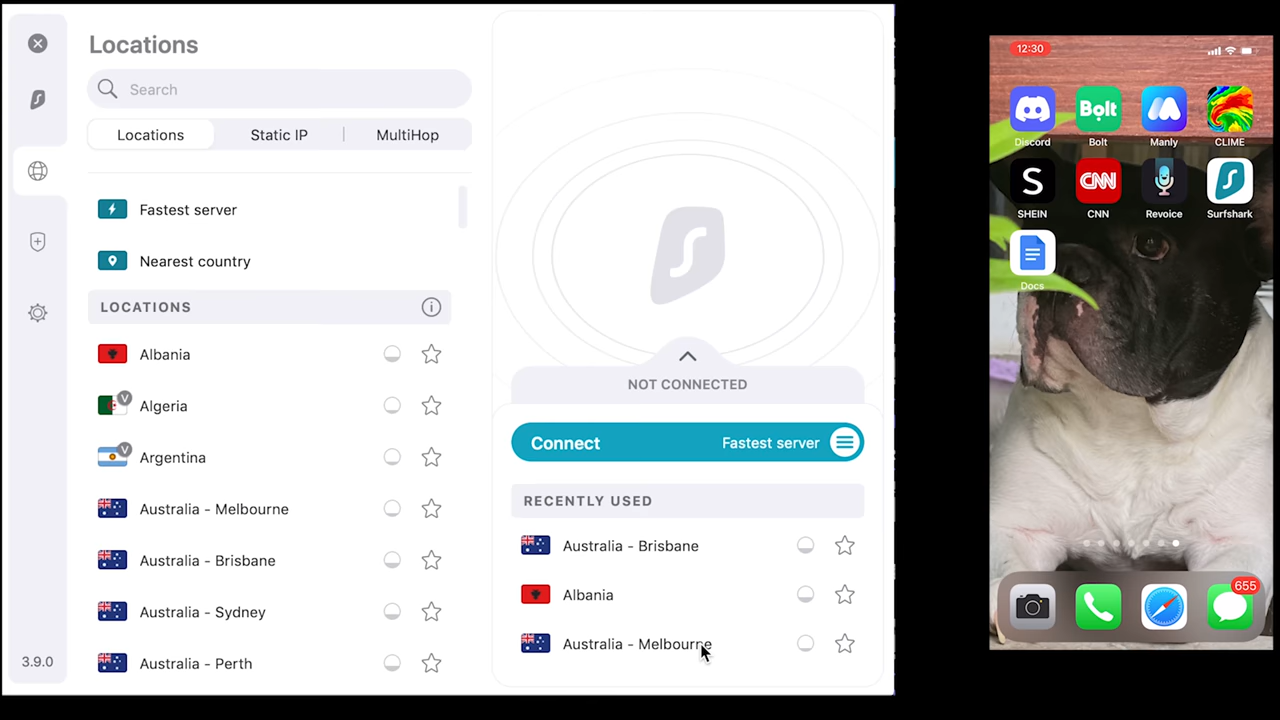 Locations
Search
Locations
Static IP
MultiHop
Fastest server
Nearest country
LOCATIONS
Albania
V
Algeria
V
Argentina
Australia - Melbourne
Australia - Brisbane
Australia - Sydney
Australia - Perth
3.9.0
NOT CONNECTED
Connect
Fastest server
RECENTLY USED
Australia - Brisbane
Albania
Australia - Melbourne
12:30
Bolt
Discord
Bolt
Manly
CLIME
S
CNN
SHEIN
CNN
Revoice
Surfshark
Docs
655